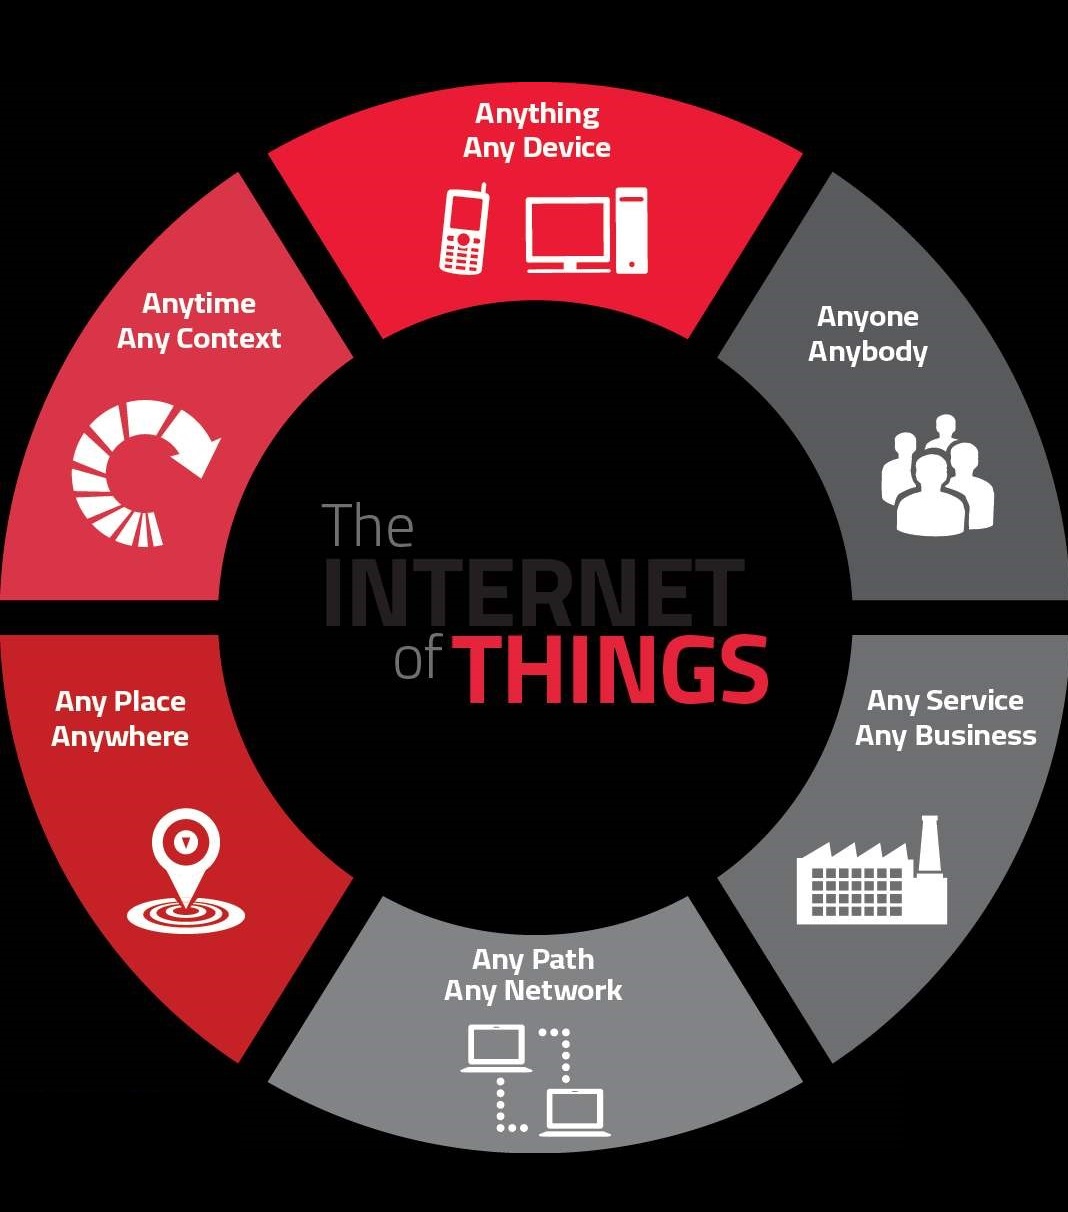 Anything
Any Device
Anyone
Anybody
Any Service
Any Business
Any Path
Any Network
Any Place
Anywhere
Anytime
Any Context
The
INTERNET
of THINGS